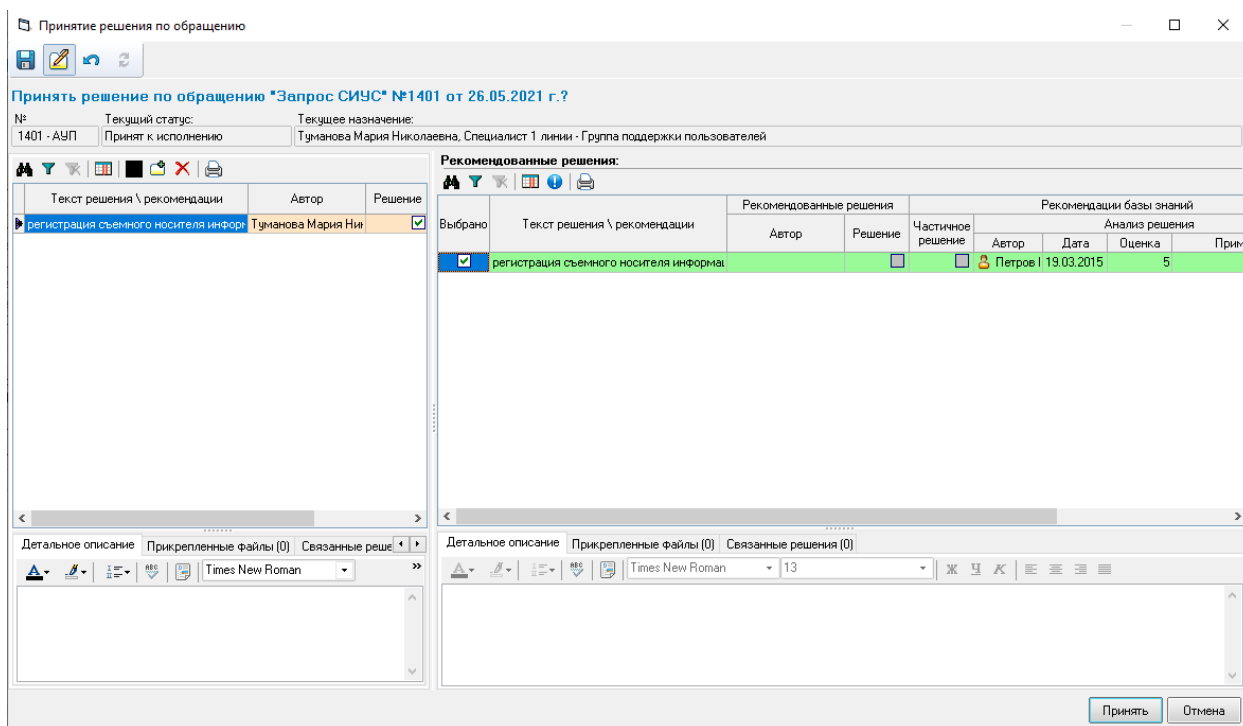 Принятие решения по обращению
Принять решение по обращению "Запрос СИУС" №1401 от 26.05.2021 г.?
№ Текущий статус: Текущее назначение:
1401 - АУП Принят к исполнению Туманова Мария Николаевна, Специалист 1 линии - Группа поддержки пользователей
Текст решения \ рекомендации Автор Решение
регистрация съемного носителя информ Туманова Мария Ник
Рекомендованные решения:
Рекомендованные решения Рекомендации базы знаний
Выбрано Текст решения \ рекомендации Автор Решение Частичное решение Анализ решения
Автор Дата Оценка Прим
регистрация съемного носителя информац Петров 19.03.2015 5
Детальное описание Прикрепленные файлы (0) Связанные реше
Times New Roman
Детальное описание Прикрепленные файлы (0) Связанные решения (0)
Times New Roman 13 Ж Ч К
Принять Отмена